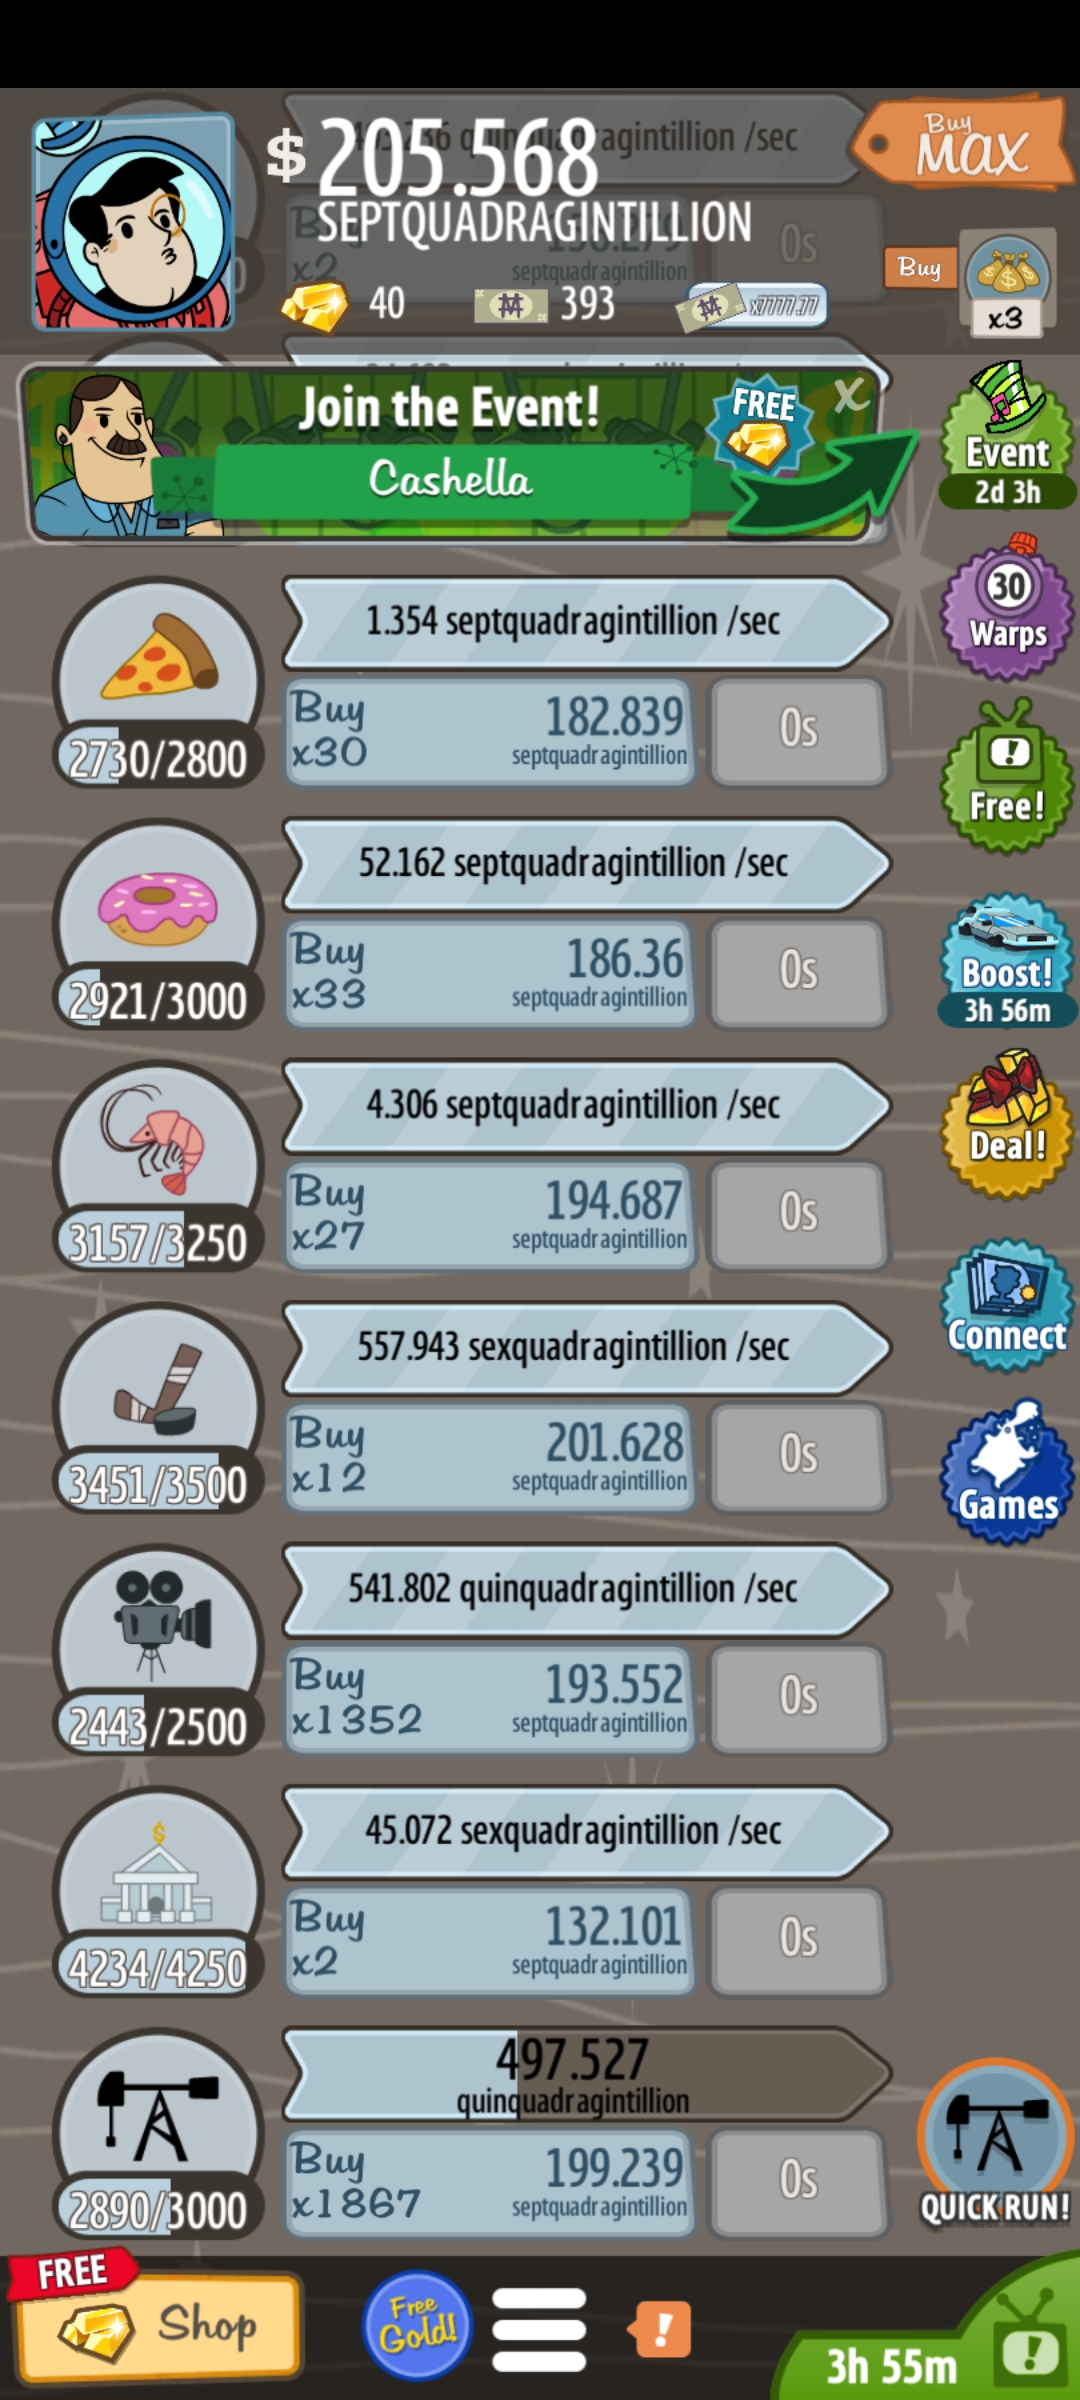 quinquadragintillion /sec
$ 205.568
SEPTQUADRAGINTILLION
Buy
MAX
Buy
x2
septquadragintillion
0s
40
393
x7777.77
Buy
x3
Join the Event!
FREE
X
Cashella
Event
2d 3h
30
Warps
Free!
Boost!
3h 56m
Deal!
Connect
Games
1.354 septquadragintillion /sec
2730/2800
Buy
x30
182.839
septquadragintillion
0s
52.162 septquadragintillion /sec
2921/3000
Buy
x33
186.36
septquadragintillion
0s
4.306 septquadragintillion /sec
3157/3250
Buy
x27
194.687
septquadragintillion
0s
557.943 sexquadragintillion /sec
3451/3500
Buy
x12
201.628
septquadragintillion
0s
541.802 quinquadragintillion /sec
2443/2500
Buy
x1352
193.552
septquadragintillion
0s
45.072 sexquadragintillion /sec
$
4234/4250
Buy
x2
132.101
septquadragintillion
0s
497.527
quinquadragintillion
2890/3000
Buy
x1867
199.239
septquadragintillion
0s
QUICK RUN!
FREE
Shop
Free
Gold!
!
3h 55m
!